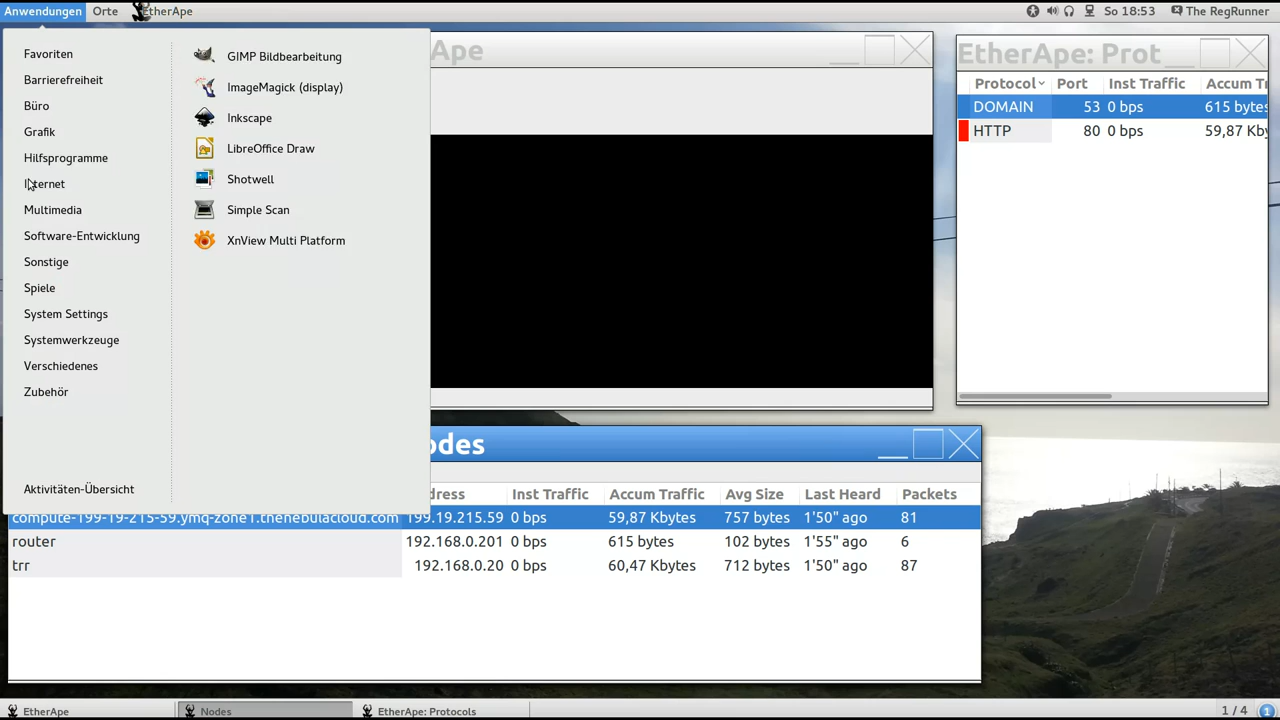 Anwendungen Orte EtherApe So 18:53 The RegRunner
Favoriten
Barrierefreiheit
Büro
Grafik
Hilfsprogramme
Internet
Multimedia
Software-Entwicklung
Sonstige
Spiele
System Settings
Systemwerkzeuge
Verschiedenes
Zubehör
Aktivitäten-Übersicht
GIMP Bildbearbeitung
ImageMagick (display)
Inkscape
LibreOffice Draw
Shotwell
Simple Scan
XnView Multi Platform
Ape
EtherApe: Prot
Protocol Port Inst Traffic Accum Tr
DOMAIN 53 0 bps 615 bytes
HTTP 80 0 bps 59,87 Kby
odes
dress Inst Traffic Accum Traffic Avg Size Last Heard Packets
compute-199-19-215-59.ymq-zone1.thenebulacloud.com 199.19.215.59 0 bps 59,87 Kbytes 757 bytes 1'50" ago 81
router 192.168.0.201 0 bps 615 bytes 102 bytes 1'55" ago 6
trr 192.168.0.20 0 bps 60,47 Kbytes 712 bytes 1'50" ago 87
EtherApe Nodes EtherApe: Protocols 1 / 4 1